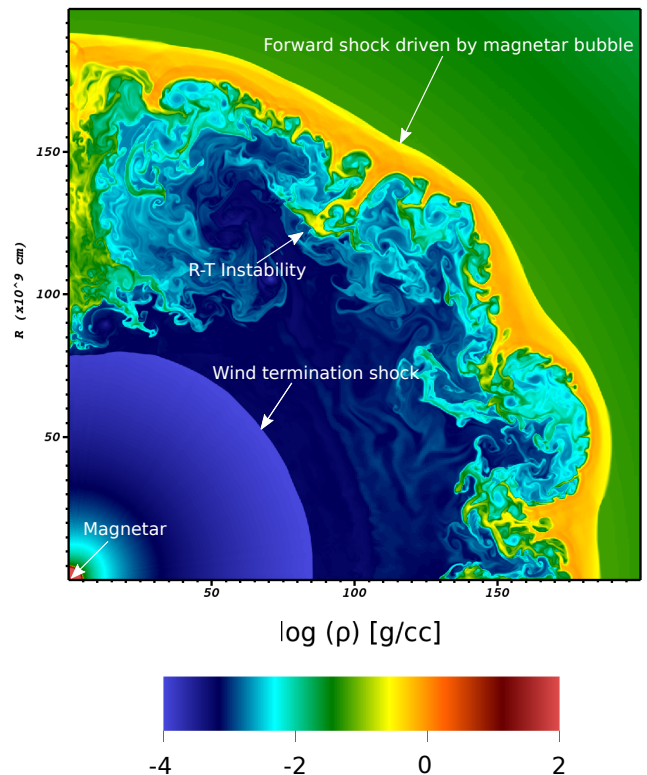 Forward shock driven by magnetar bubble
150
R-T Instability
100
R (x10^9 cm)
Wind termination shock
50
Magnetar
50 100 150
log (ρ) [g/cc]
-4 -2 0 2